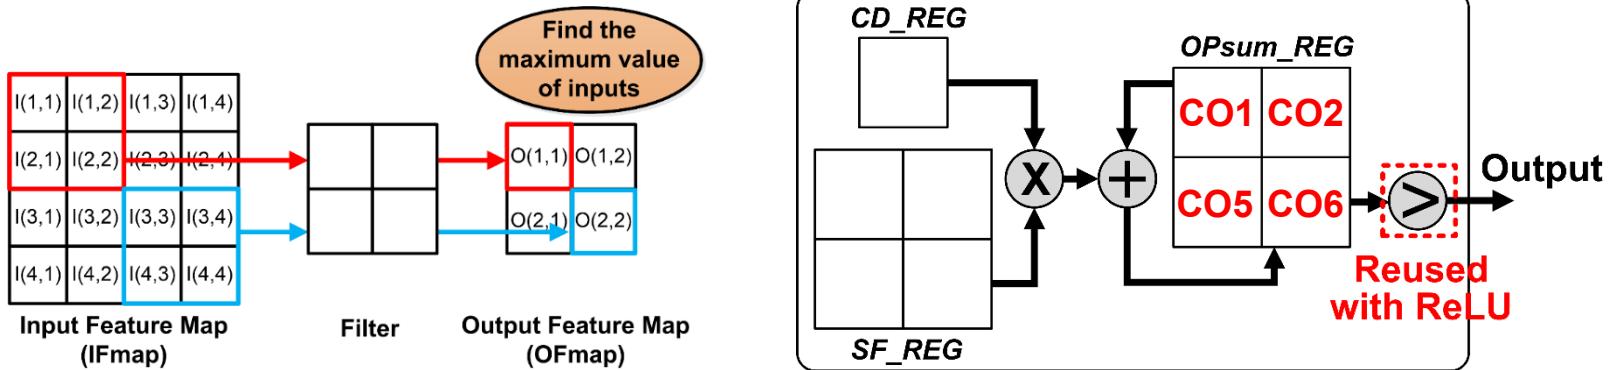 Find the
maximum value
of inputs
I(1,1) I(1,2) I(1,3) I(1,4)
I(2,1) I(2,2) I(2,3) I(2,4)
I(3,1) I(3,2) I(3,3) I(3,4)
I(4,1) I(4,2) I(4,3) I(4,4)
Input Feature Map
(IFmap)
Filter
O(1,1) O(1,2)
O(2,1) O(2,2)
Output Feature Map
(OFmap)
CD_REG
SF_REG
X
+
OPsum_REG
CO1 CO2
CO5 CO6
>
Output
Reused
with ReLU